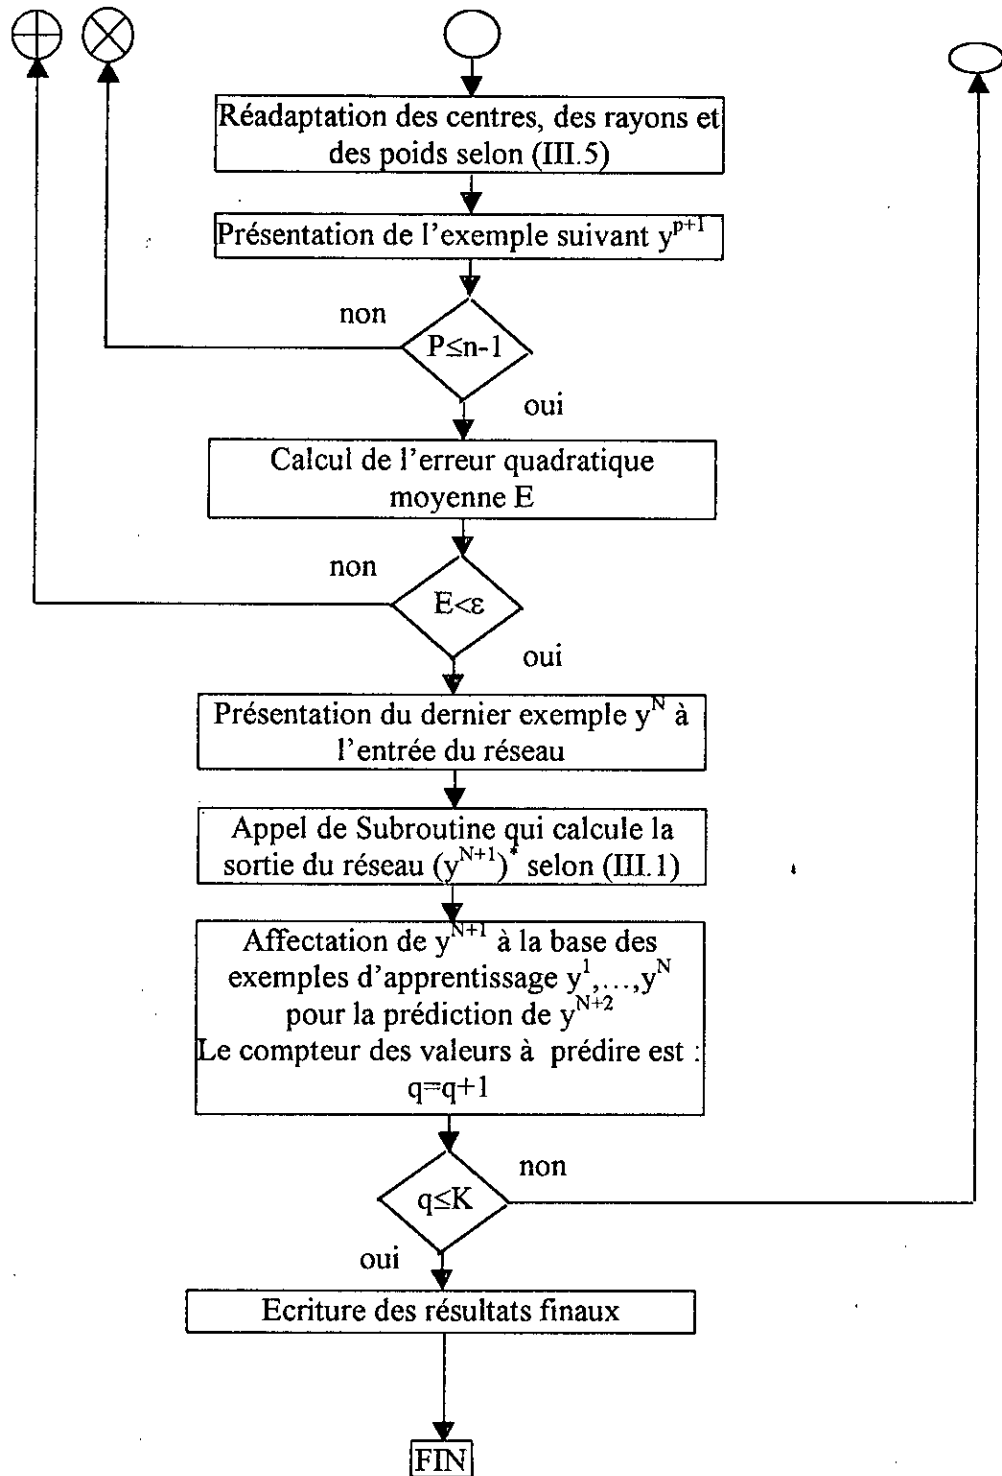 Réadaptation des centres, des rayons et
des poids selon (III.5)
Présentation de l'exemple suivant y^{p+1}
non
P≤n-1
oui
Calcul de l'erreur quadratique
moyenne E
non
E<ε
oui
Présentation du dernier exemple y^N à
l'entrée du réseau
Appel de Subroutine qui calcule la
sortie du réseau (y^{N+1})^* selon (III.1)
Affectation de y^{N+1} à la base des
exemples d'apprentissage y^1,...,y^N
pour la prédiction de y^{N+2}
Le compteur des valeurs à prédire est :
q=q+1
non
q≤K
oui
Ecriture des résultats finaux
FIN